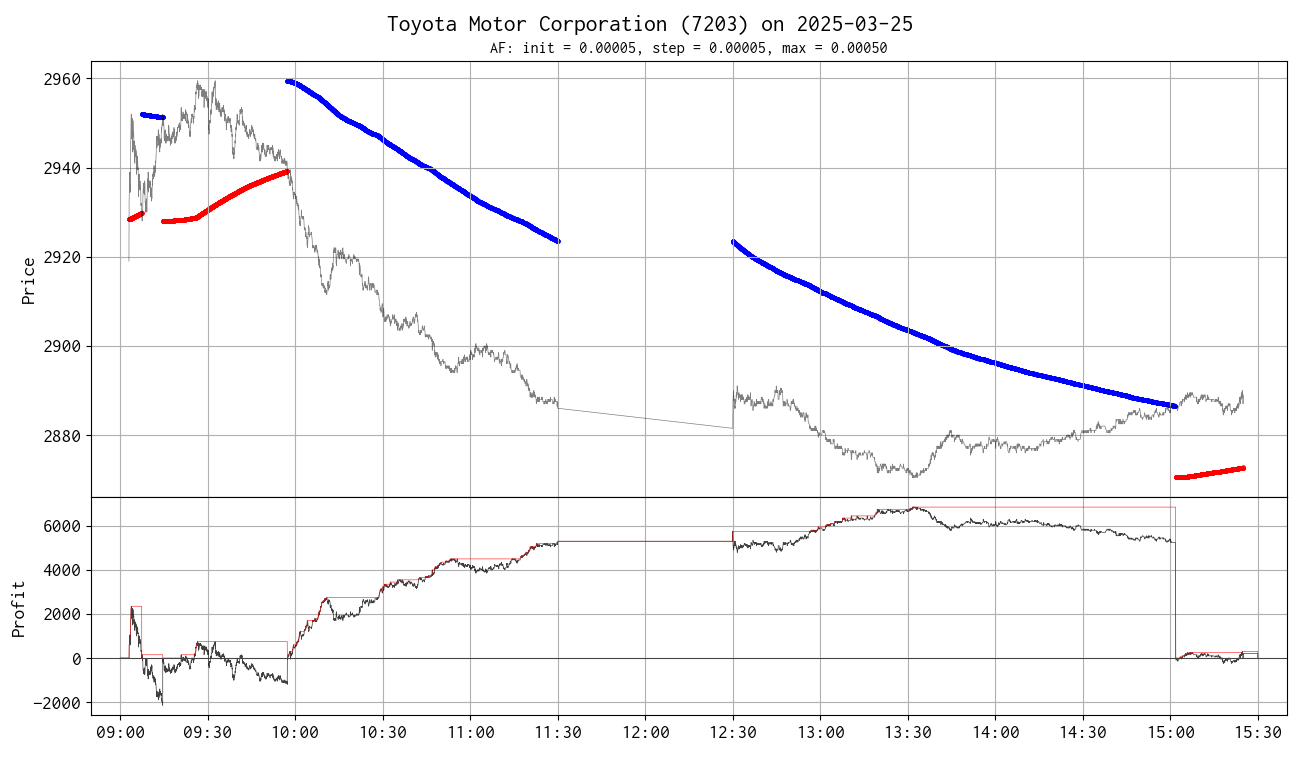 Toyota Motor Corporation (7203) on 2025-03-25
AF: init = 0.00005, step = 0.00005, max = 0.00050
Price
2960
2940
2920
2900
2880
Profit
6000
4000
2000
0
−2000
09:00 09:30 10:00 10:30 11:00 11:30 12:00 12:30 13:00 13:30 14:00 14:30 15:00 15:30